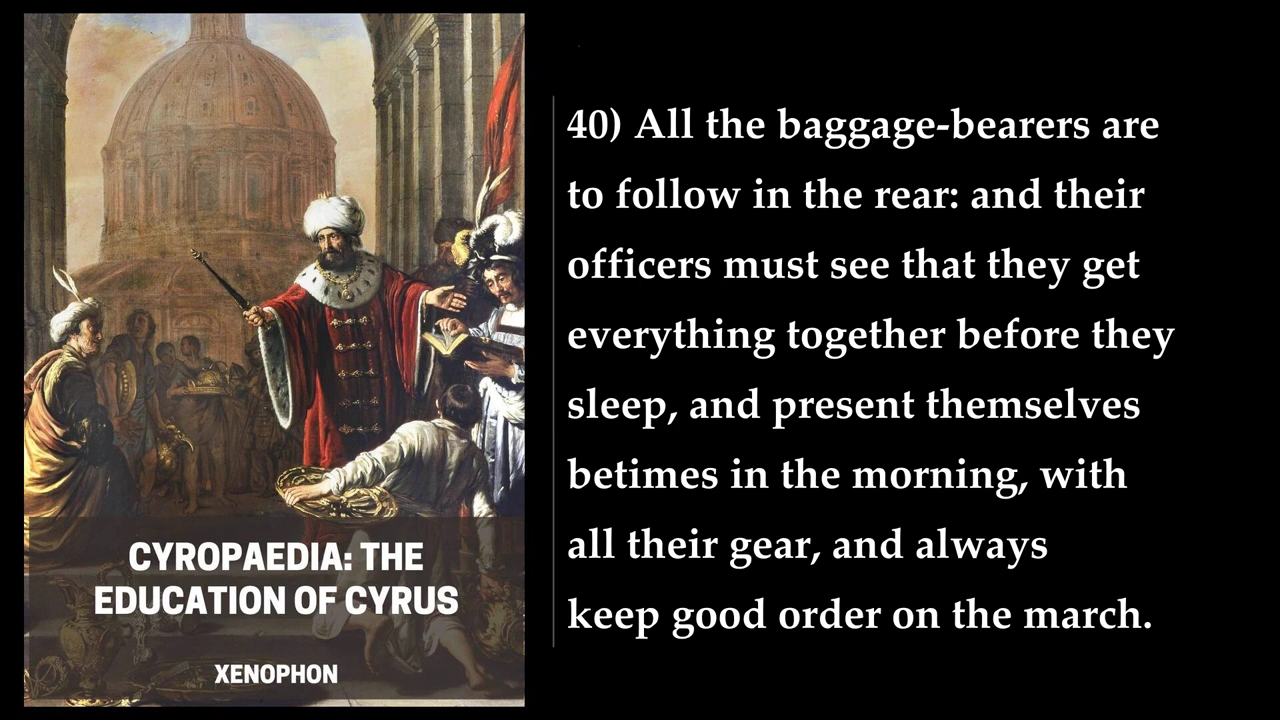 CYROPAEDIA: THE
EDUCATION OF CYRUS
XENOPHON
40) All the baggage-bearers are
to follow in the rear: and their
officers must see that they get
everything together before they
sleep, and present themselves
betimes in the morning, with
all their gear, and always
keep good order on the march.